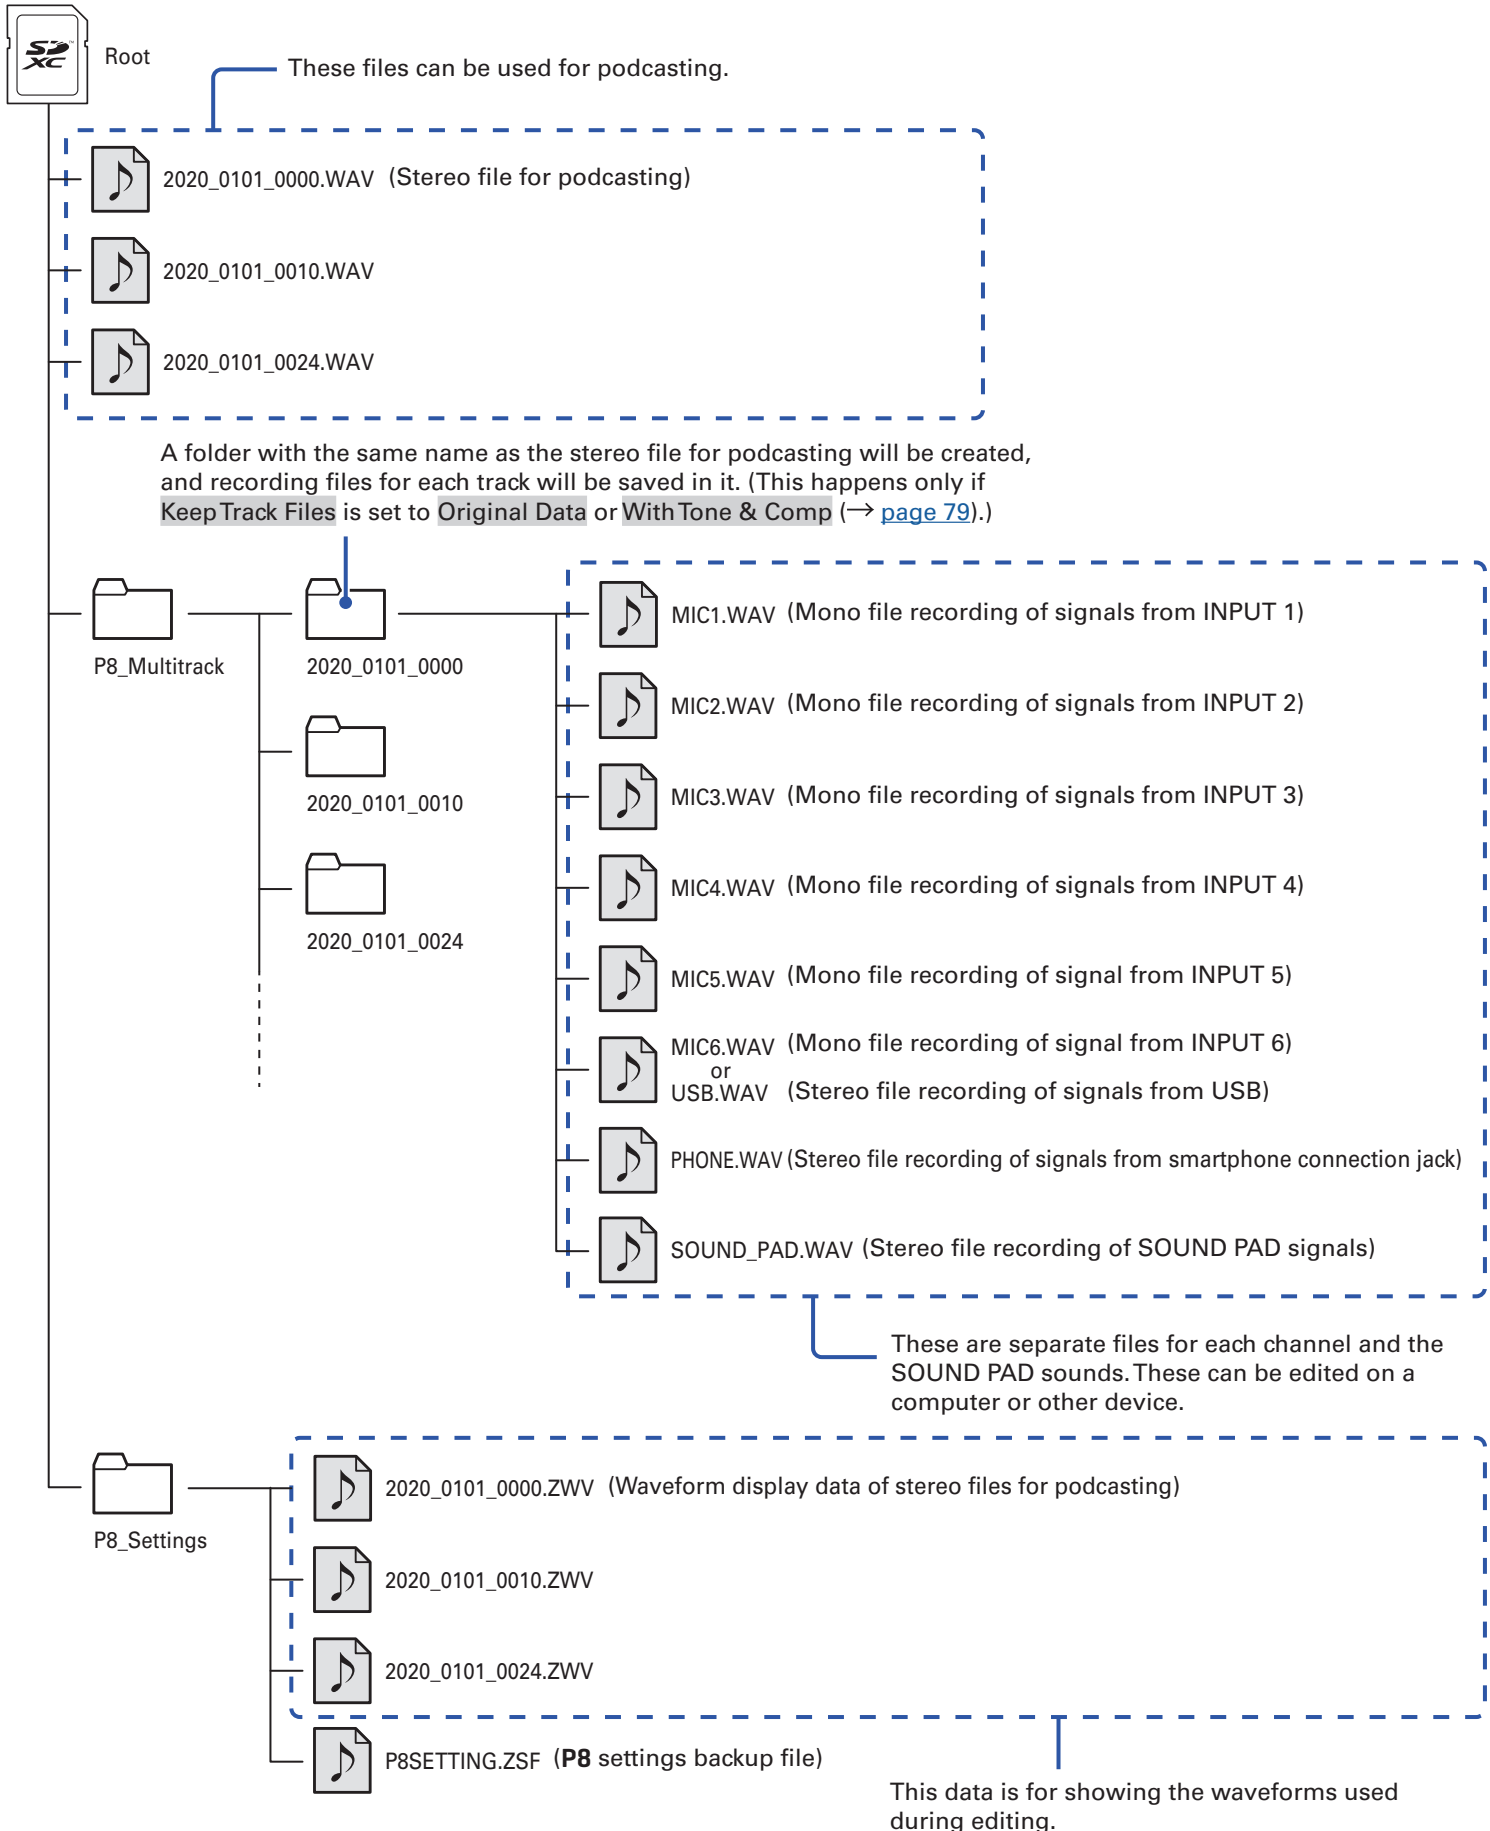 SD XC™
Root
These files can be used for podcasting.
2020_0101_0000.WAV (Stereo file for podcasting)
2020_0101_0010.WAV
2020_0101_0024.WAV
A folder with the same name as the stereo file for podcasting will be created,
and recording files for each track will be saved in it. (This happens only if
Keep Track Files is set to Original Data or With Tone & Comp (→ page 79).)
P8_Multitrack
2020_0101_0000
2020_0101_0010
2020_0101_0024
MIC1.WAV (Mono file recording of signals from INPUT 1)
MIC2.WAV (Mono file recording of signals from INPUT 2)
MIC3.WAV (Mono file recording of signals from INPUT 3)
MIC4.WAV (Mono file recording of signals from INPUT 4)
MIC5.WAV (Mono file recording of signal from INPUT 5)
MIC6.WAV (Mono file recording of signal from INPUT 6)
or
USB.WAV (Stereo file recording of signals from USB)
PHONE.WAV (Stereo file recording of signals from smartphone connection jack)
SOUND_PAD.WAV (Stereo file recording of SOUND PAD signals)
These are separate files for each channel and the
SOUND PAD sounds. These can be edited on a
computer or other device.
P8_Settings
2020_0101_0000.ZWV (Waveform display data of stereo files for podcasting)
2020_0101_0010.ZWV
2020_0101_0024.ZWV
P8SETTING.ZSF (P8 settings backup file)
This data is for showing the waveforms used
during editing.